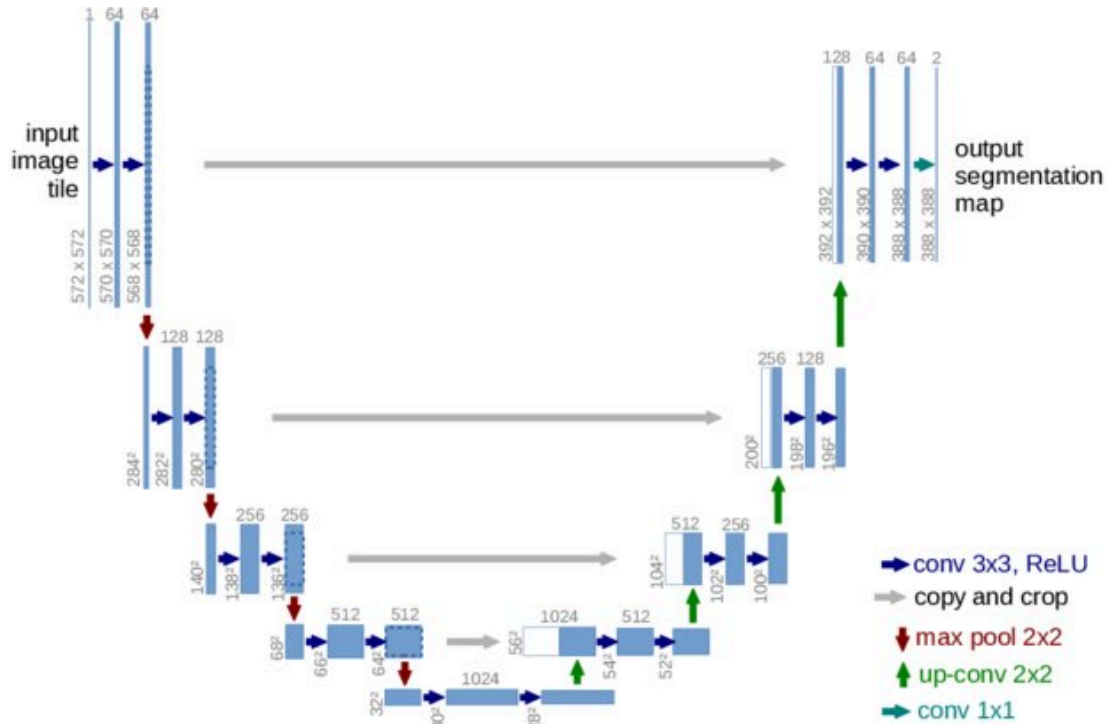 1 64 64
128 64 64 2
input
image
tile
output
segmentation
map
572 x 572
570 x 570
568 x 568
392 x 392
390 x 390
388 x 388
388 x 388
128 128
256 128
284²
282²
280²
200²
198²
196²
256 256
512 256
140²
138²
136²
104²
102²
100²
conv 3x3, ReLU
copy and crop
max pool 2x2
up-conv 2x2
conv 1x1
512 512
1024 512
68²
66²
64²
56²
54²
52²
1024
32²